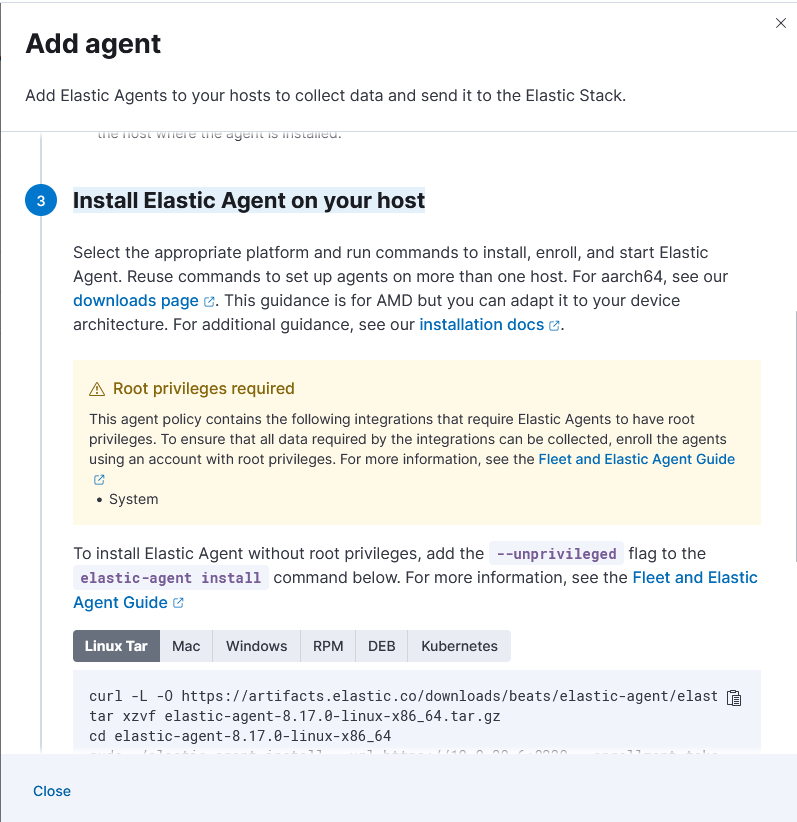 Add agent
Add Elastic Agents to your hosts to collect data and send it to the Elastic Stack.
the host where the agent is installed.
3
Install Elastic Agent on your host
Select the appropriate platform and run commands to install, enroll, and start Elastic
Agent. Reuse commands to set up agents on more than one host. For aarch64, see our
downloads page. This guidance is for AMD but you can adapt it to your device
architecture. For additional guidance, see our installation docs.
Root privileges required
This agent policy contains the following integrations that require Elastic Agents to have root
privileges. To ensure that all data required by the integrations can be collected, enroll the agents
using an account with root privileges. For more information, see the Fleet and Elastic Agent Guide
• System
To install Elastic Agent without root privileges, add the --unprivileged flag to the
elastic-agent install command below. For more information, see the Fleet and Elastic
Agent Guide
Linux Tar Mac Windows RPM DEB Kubernetes
curl -L -O https://artifacts.elastic.co/downloads/beats/elastic-agent/elast
tar xzvf elastic-agent-8.17.0-linux-x86_64.tar.gz
cd elastic-agent-8.17.0-linux-x86_64
Close